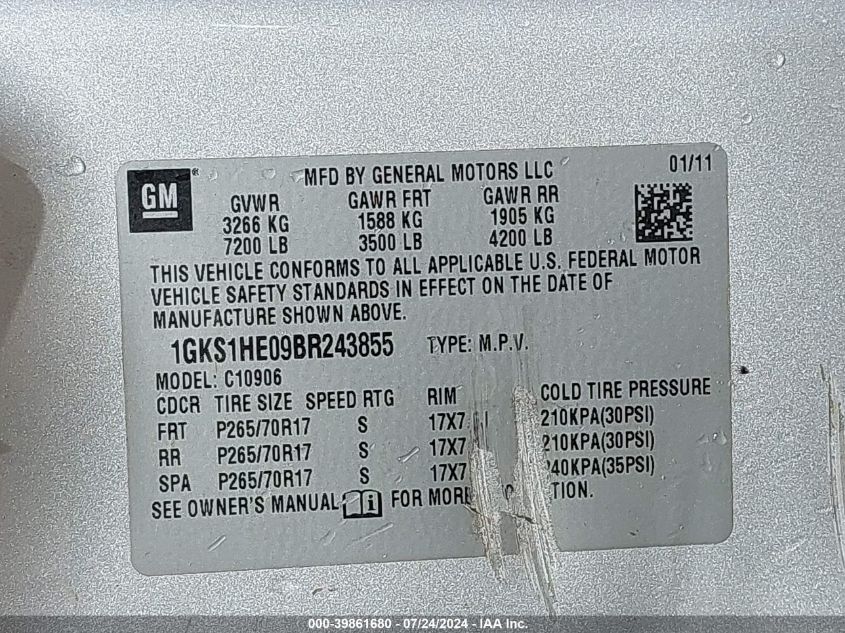 GM
MFD BY GENERAL MOTORS LLC 01/11
GVWR GAWR FRT GAWR RR
3266 KG 1588 KG 1905 KG
7200 LB 3500 LB 4200 LB
THIS VEHICLE CONFORMS TO ALL APPLICABLE U.S. FEDERAL MOTOR
VEHICLE SAFETY STANDARDS IN EFFECT ON THE DATE OF
MANUFACTURE SHOWN ABOVE.
1GKS1HE09BR243855 TYPE: M.P.V.
MODEL: C10906
CDCR TIRE SIZE SPEED RTG RIM COLD TIRE PRESSURE
FRT P265/70R17 S 17X7 210KPA(30PSI)
RR P265/70R17 S 17X7 210KPA(30PSI)
SPA P265/70R17 S 17X7 240KPA(35PSI)
SEE OWNER'S MANUAL FOR MORE
000-39861680 - 07/24/2024 - IAA Inc.